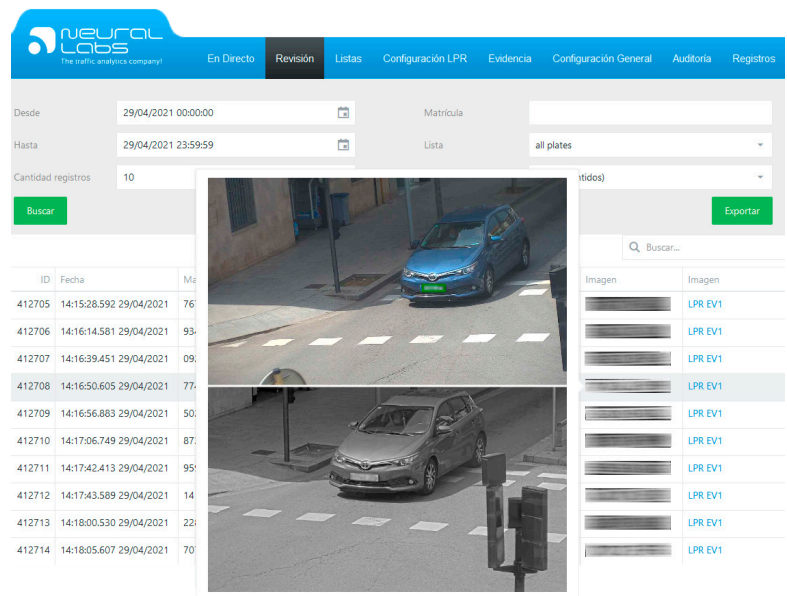 Neural
Labs
The traffic analytics company!
En Directo Revisión Listas Configuración LPR Evidencia Configuración General Auditoría Registros
Desde 29/04/2021 00:00:00 Matrícula
Hasta 29/04/2021 23:59:59 Lista all plates
Cantidad registros 10
Buscar Exportar
Buscar...
ID Fecha Imagen Imagen
412705 14:15:28.592 29/04/2021 LPR EV1
412706 14:16:14.581 29/04/2021 LPR EV1
412707 14:16:39.451 29/04/2021 LPR EV1
412708 14:16:50.605 29/04/2021 LPR EV1
412709 14:16:56.883 29/04/2021 LPR EV1
412710 14:17:06.749 29/04/2021 LPR EV1
412711 14:17:42.413 29/04/2021 LPR EV1
412712 14:17:43.589 29/04/2021 LPR EV1
412713 14:18:00.530 29/04/2021 LPR EV1
412714 14:18:05.607 29/04/2021 LPR EV1